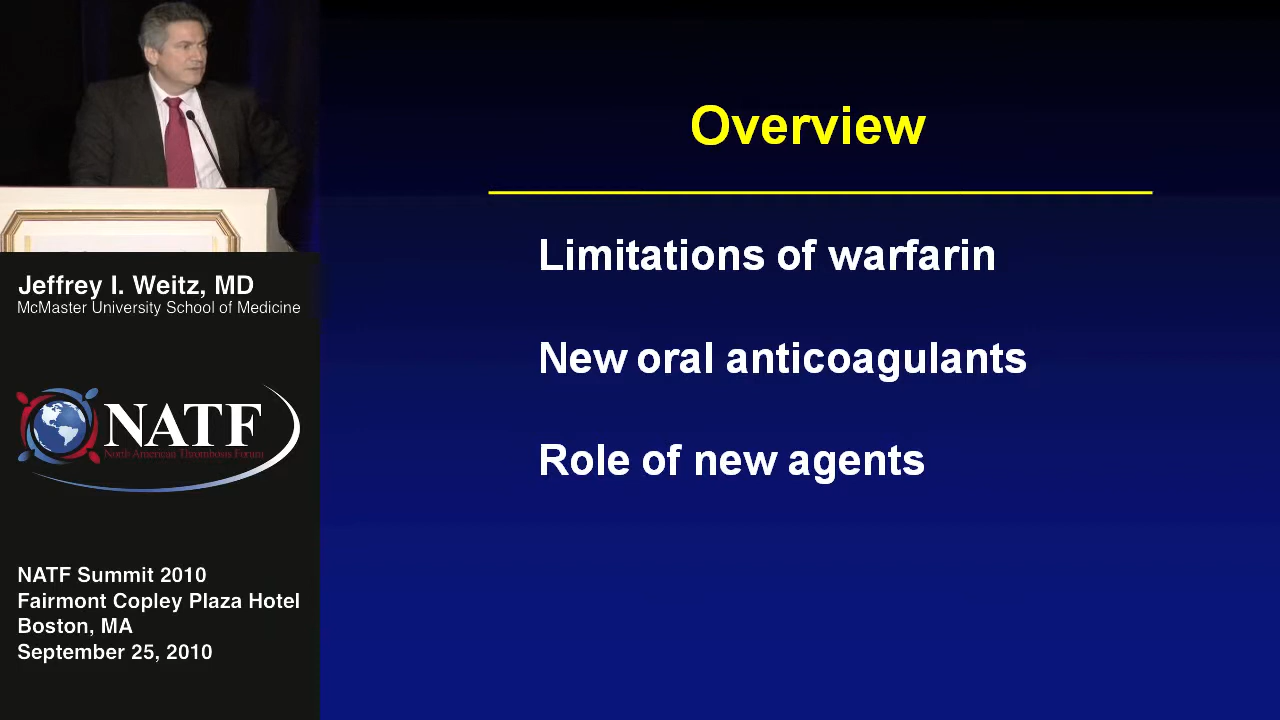 Overview
Limitations of warfarin
New oral anticoagulants
Role of new agents
Jeffrey I. Weitz, MD
McMaster University School of Medicine
NATF
North American Thrombosis Forum
NATF Summit 2010
Fairmont Copley Plaza Hotel
Boston, MA
September 25, 2010